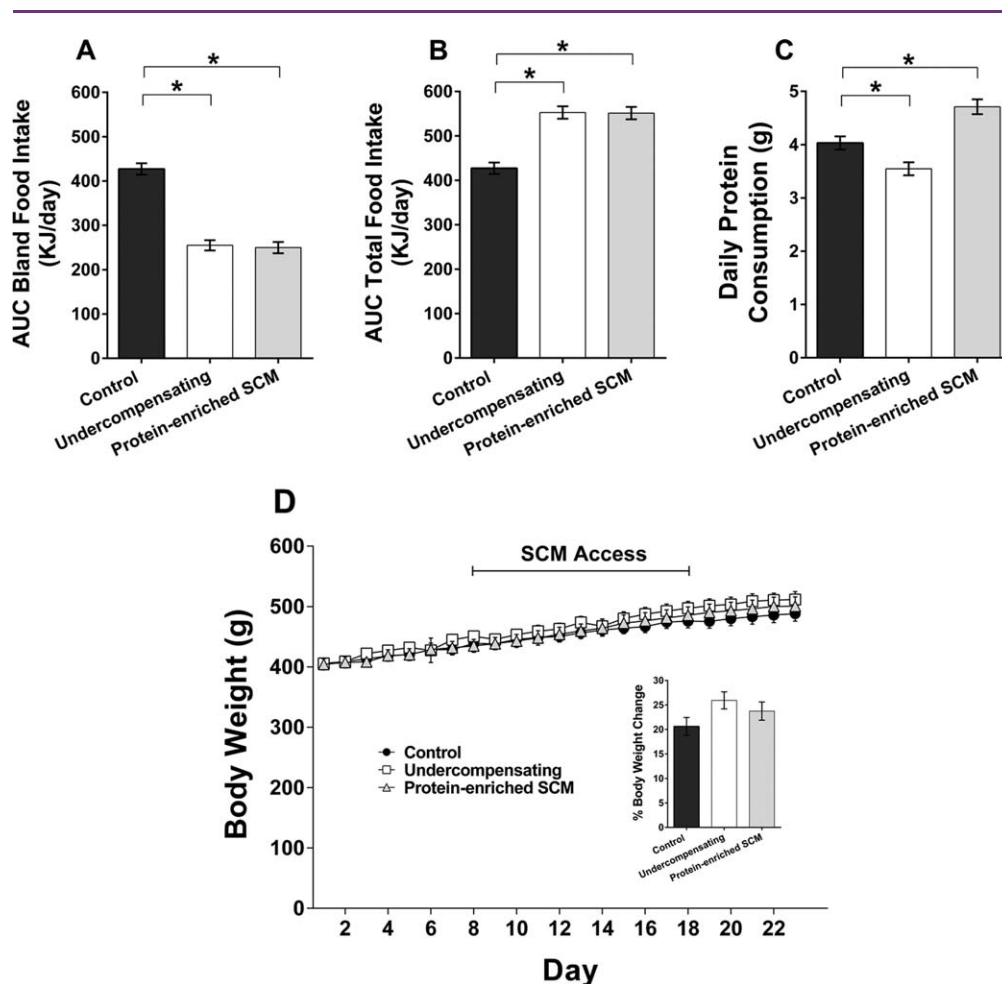 A
*
*
AUC Bland Food Intake
(KJ/day)
600
500
400
300
200
100
0
Control
Undercompensating
Protein-enriched SCM
B
*
*
AUC Total Food Intake
(KJ/day)
600
500
400
300
200
100
0
Control
Undercompensating
Protein-enriched SCM
C
*
*
Daily Protein
Consumption (g)
5
4
3
2
1
0
Control
Undercompensating
Protein-enriched SCM
D
SCM Access
Body Weight (g)
600
500
400
300
200
100
0
Control
Undercompensating
Protein-enriched SCM
% Body Weight Change
30
25
20
15
10
5
0
Control
Undercompensating
Protein-enriched SCM
2 4 6 8 10 12 14 16 18 20 22
Day